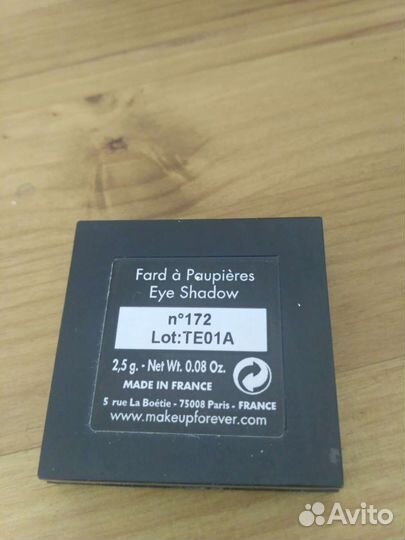 Fard à Paupières
Eye Shadow
n°172
Lot:TE01A
2,5 g. - Net Wt. 0.08 Oz.
MADE IN FRANCE
5 rue La Boétie - 75008 Paris - FRANCE
www.makeupforever.com
Avito